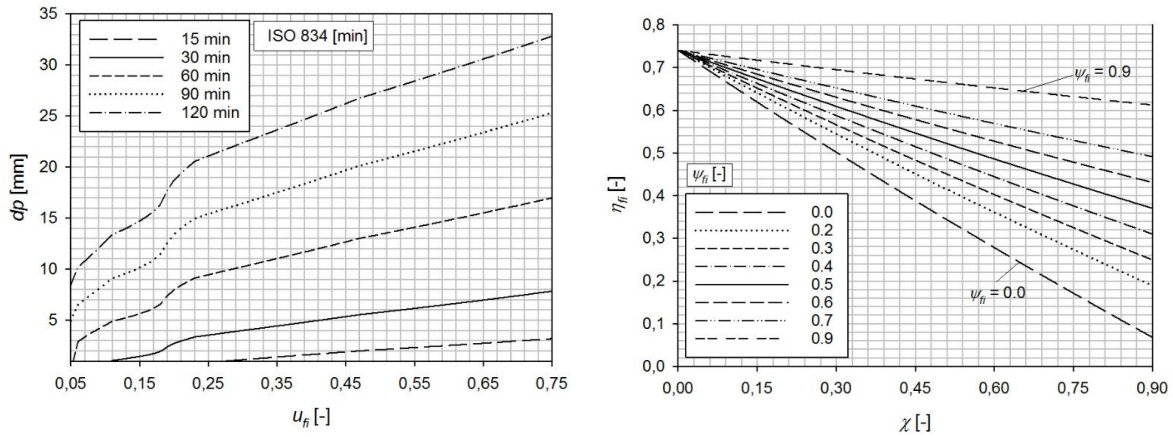 35
30
25
20
15
10
5
dp [mm]
15 min
30 min
60 min
90 min
120 min
ISO 834 [min]
0,05 0,15 0,25 0,35 0,45 0,55 0,65 0,75
u_fi [-]
0,8
0,7
0,6
0,5
0,4
0,3
0,2
0,1
0,0
η_fi [-]
ψ_fi = 0.9
ψ_fi [-]
0.0
0.2
0.3
0.4
0.5
0.6
0.7
0.9
ψ_fi = 0.0
0,00 0,15 0,30 0,45 0,60 0,75 0,90
χ [-]